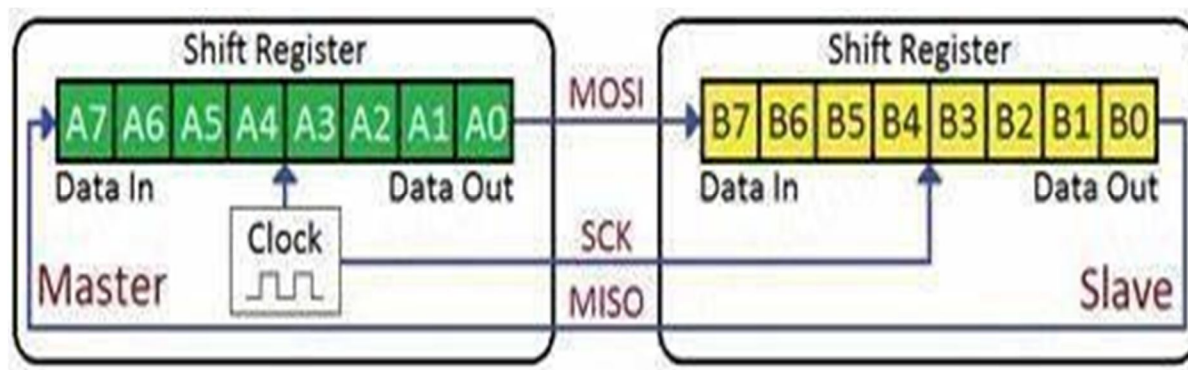 Shift Register
A7 A6 A5 A4 A3 A2 A1 A0
Data In Data Out
Clock
Master
MOSI
SCK
MISO
Shift Register
B7 B6 B5 B4 B3 B2 B1 B0
Data In Data Out
Slave